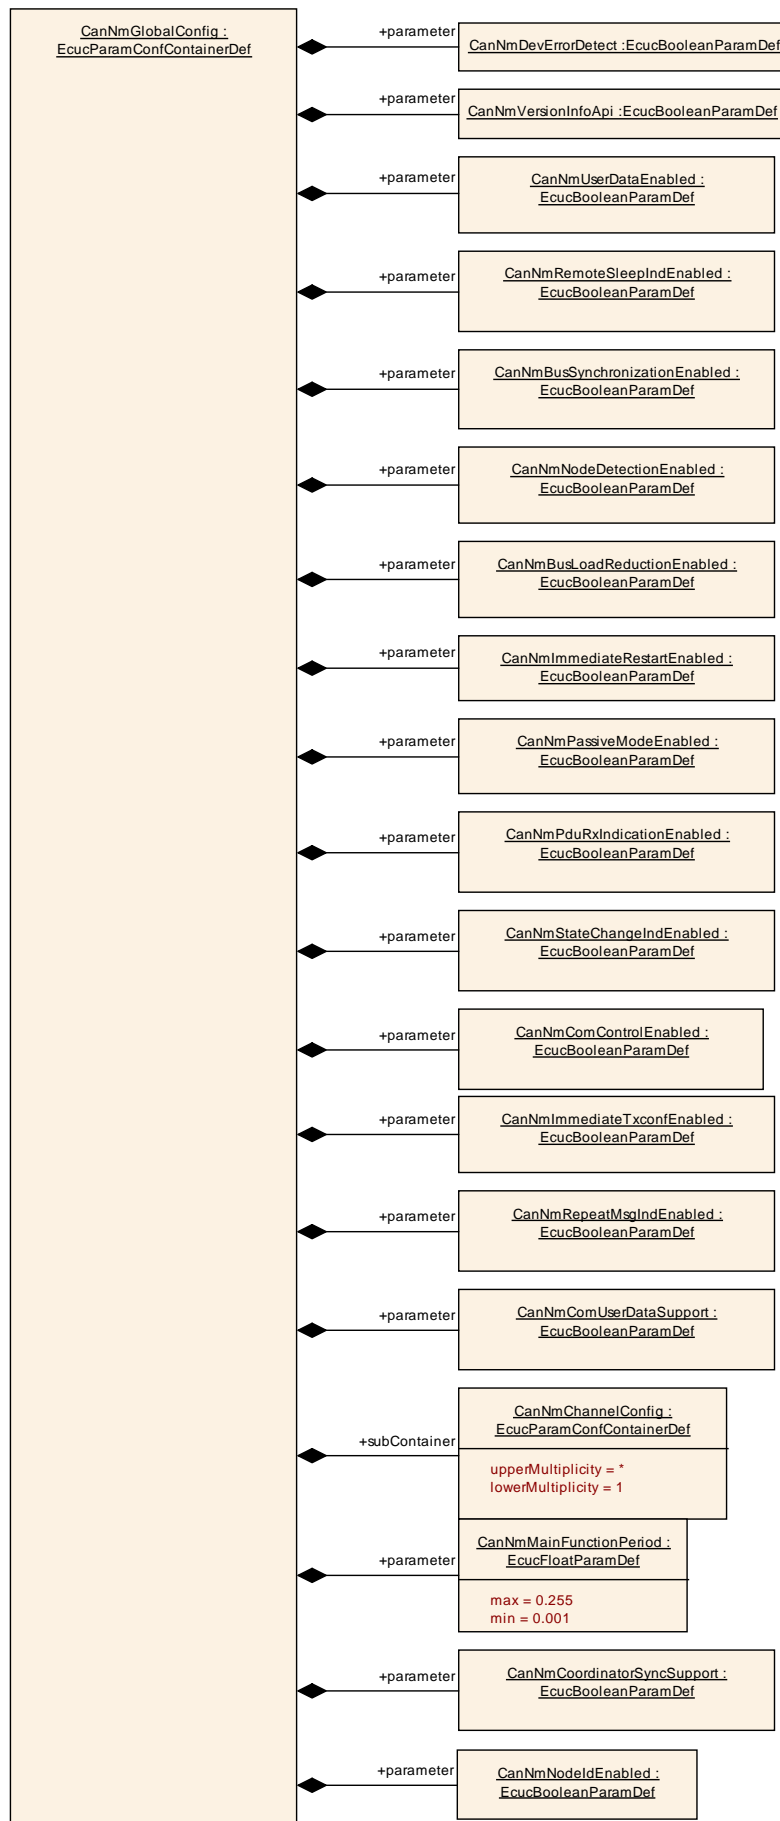 CanNmGlobalConfig :
EcucParamConfContainerDef
+parameter
CanNmDevErrorDetect :EcucBooleanParamDef
+parameter
CanNmVersionInfoApi :EcucBooleanParamDef
+parameter
CanNmUserDataEnabled :
EcucBooleanParamDef
+parameter
CanNmRemoteSleepIndEnabled :
EcucBooleanParamDef
+parameter
CanNmBusSynchronizationEnabled :
EcucBooleanParamDef
+parameter
CanNmNodeDetectionEnabled :
EcucBooleanParamDef
+parameter
CanNmBusLoadReductionEnabled :
EcucBooleanParamDef
+parameter
CanNmImmediateRestartEnabled :
EcucBooleanParamDef
+parameter
CanNmPassiveModeEnabled :
EcucBooleanParamDef
+parameter
CanNmPduRxIndicationEnabled :
EcucBooleanParamDef
+parameter
CanNmStateChangeIndEnabled :
EcucBooleanParamDef
+parameter
CanNmComControlEnabled :
EcucBooleanParamDef
+parameter
CanNmImmediateTxconfEnabled :
EcucBooleanParamDef
+parameter
CanNmRepeatMsgIndEnabled :
EcucBooleanParamDef
+parameter
CanNmComUserDataSupport :
EcucBooleanParamDef
+subContainer
CanNmChannelConfig :
EcucParamConfContainerDef
upperMultiplicity = *
lowerMultiplicity = 1
+parameter
CanNmMainFunctionPeriod :
EcucFloatParamDef
max = 0.255
min = 0.001
+parameter
CanNmCoordinatorSyncSupport :
EcucBooleanParamDef
+parameter
CanNmNodeIdEnabled :
EcucBooleanParamDef